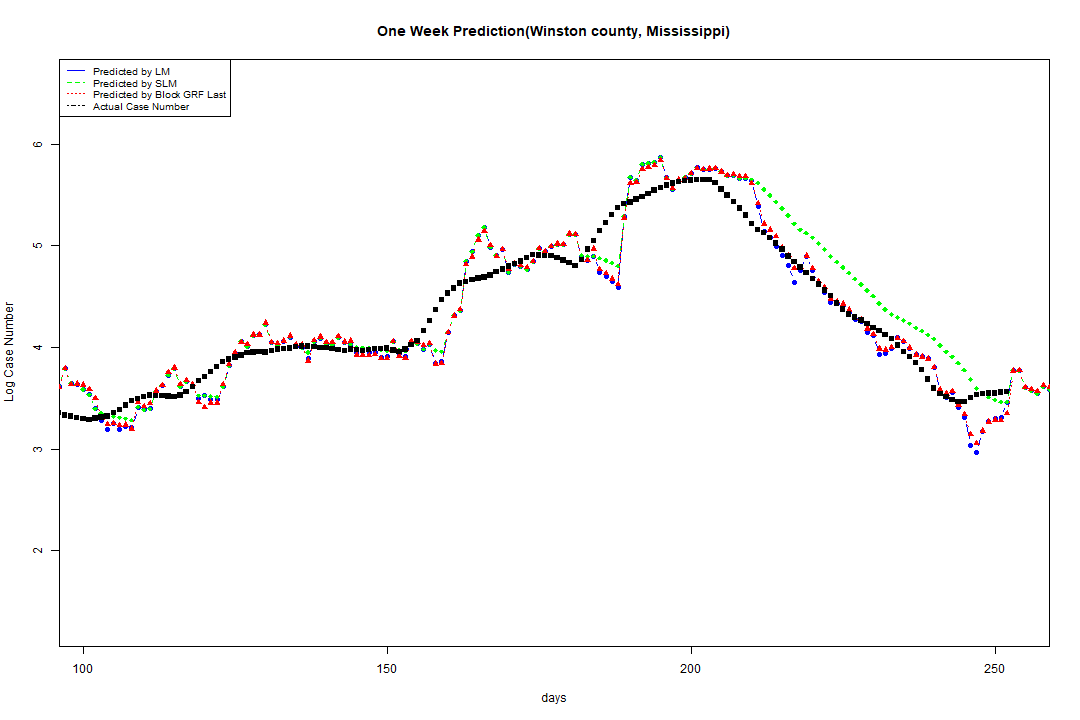 One Week Prediction(Winston county, Mississippi)
Predicted by LM
Predicted by SLM
Predicted by Block GRF Last
Actual Case Number
6
5
4
3
2
Log Case Number
100 150 200 250
days